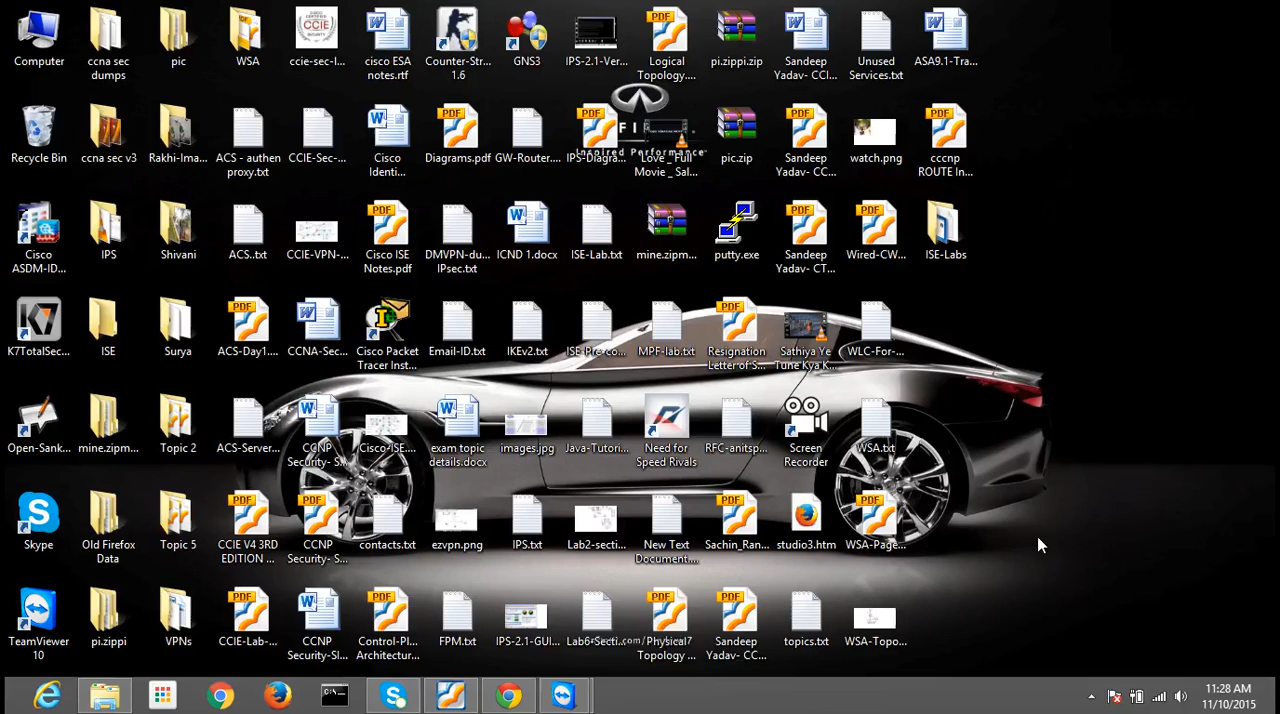 Computer
ccna sec
dumps
pic
WSA
ccie-sec-l...
cisco ESA
notes.rtf
Counter-Str...
1.6
GNS3
IPS-2.1-Ver...
Logical
Topology....
pi.zippi.zip
Sandeep
Yadav- CCI...
Unused
Services.txt
ASA9.1-Tra...
Recycle Bin
ccna sec v3
Rakhi-Ima...
ACS - authen
proxy.txt
CCIE-Sec-...
Cisco
Identi...
Diagrams.pdf
GW-Router....
IPS-Diagra...
Love _ Full
Movie _ Sal...
pic.zip
Sandeep
Yadav- CC...
watch.png
cccnp
ROUTE In...
Inspired Performance™
Cisco
ASDM-ID...
IPS
Shivani
ACS..txt
CCIE-VPN-...
Cisco ISE
Notes.pdf
DMVPN-du...
IPsec.txt
ICND 1.docx
ISE-Lab.txt
mine.zipm...
putty.exe
Sandeep
Yadav- CT...
Wired-CW...
ISE-Labs
K7TotalSec...
ISE
Surya
ACS-Day1....
CCNA-Sec...
Cisco Packet
Tracer Inst...
Email-ID.txt
IKEv2.txt
ISE-Pre-co...
MPF-lab.txt
Resignation
Letter of S...
Sathiya Ye
Tune Kya K...
WLC-For-...
Open-Sank...
mine.zipm...
Topic 2
ACS-Server...
CCNP
Security- S...
Cisco-ISE....
exam topic
details.docx
images.jpg
Java-Tutori...
Need for
Speed Rivals
RFC-anitsp...
Screen
Recorder
WSA.txt
Skype
Old Firefox
Data
Topic 5
CCIE V4 3RD
EDITION ...
CCNP
Security- S...
contacts.txt
ezvpn.png
IPS.txt
Lab2-secti...
New Text
Document....
Sachin_Ran...
studio3.htm
WSA-Page...
TeamViewer
10
pi.zippi
VPNs
CCIE-Lab-...
CCNP
Security-SI...
Control-Pl...
Architectur...
FPM.txt
IPS-2.1-GUI...
Lab6-Secti...
Physical7
Topology ...
Sandeep
Yadav- CC...
topics.txt
WSA-Topo...
11:28 AM
11/10/2015